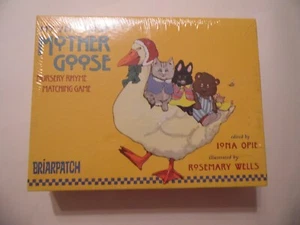 MOTHER
GOOSE
NURSERY RHYME
MATCHING GAME
edited by
IONA OPIE
illustrated by
ROSEMARY WELLS
BRIARPATCH